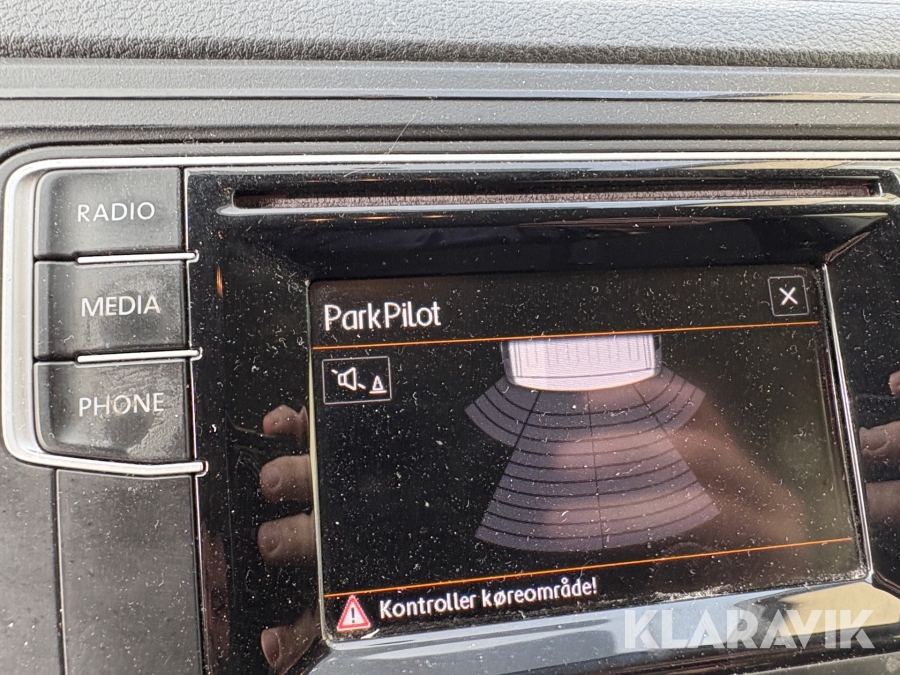 RADIO
MEDIA
PHONE
ParkPilot
Kontroller køreområde!
KLARAVIK